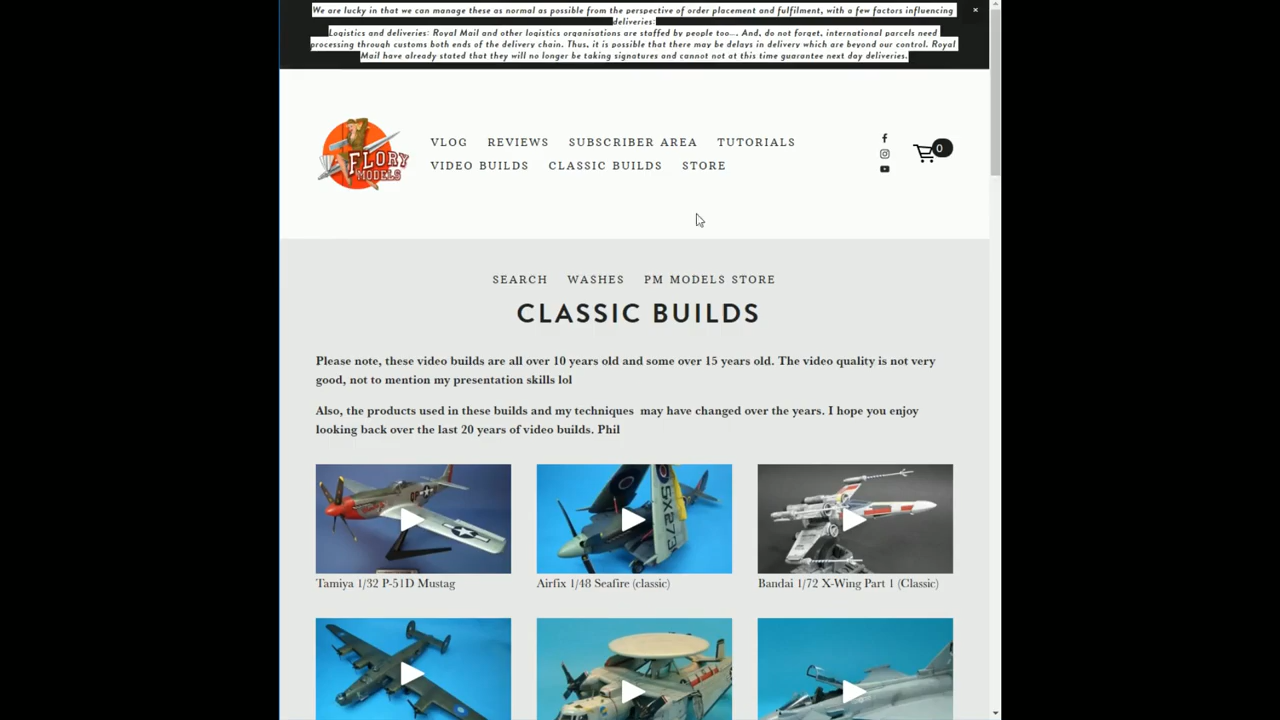 We are lucky in that we can manage these as normal as possible from the perspective of order placement and fulfilment, with a few factors influencing
deliveries:
Logistics and deliveries: Royal Mail and other logistics organisations are staffed by people too…. And, do not forget, international parcels need
processing through customs both ends of the delivery chain. Thus, it is possible that there may be delays in delivery which are beyond our control. Royal
Mail have already stated that they will no longer be taking signatures and cannot not at this time guarantee next day deliveries.
FLORY
MODELS
VLOG REVIEWS SUBSCRIBER AREA TUTORIALS
VIDEO BUILDS CLASSIC BUILDS STORE
0
SEARCH WASHES PM MODELS STORE
CLASSIC BUILDS
Please note, these video builds are all over 10 years old and some over 15 years old. The video quality is not very
good, not to mention my presentation skills lol
Also, the products used in these builds and my techniques may have changed over the years. I hope you enjoy
looking back over the last 20 years of video builds. Phil
SX273
Tamiya 1/32 P-51D Mustag
Airfix 1/48 Seafire (classic)
Bandai 1/72 X-Wing Part 1 (Classic)